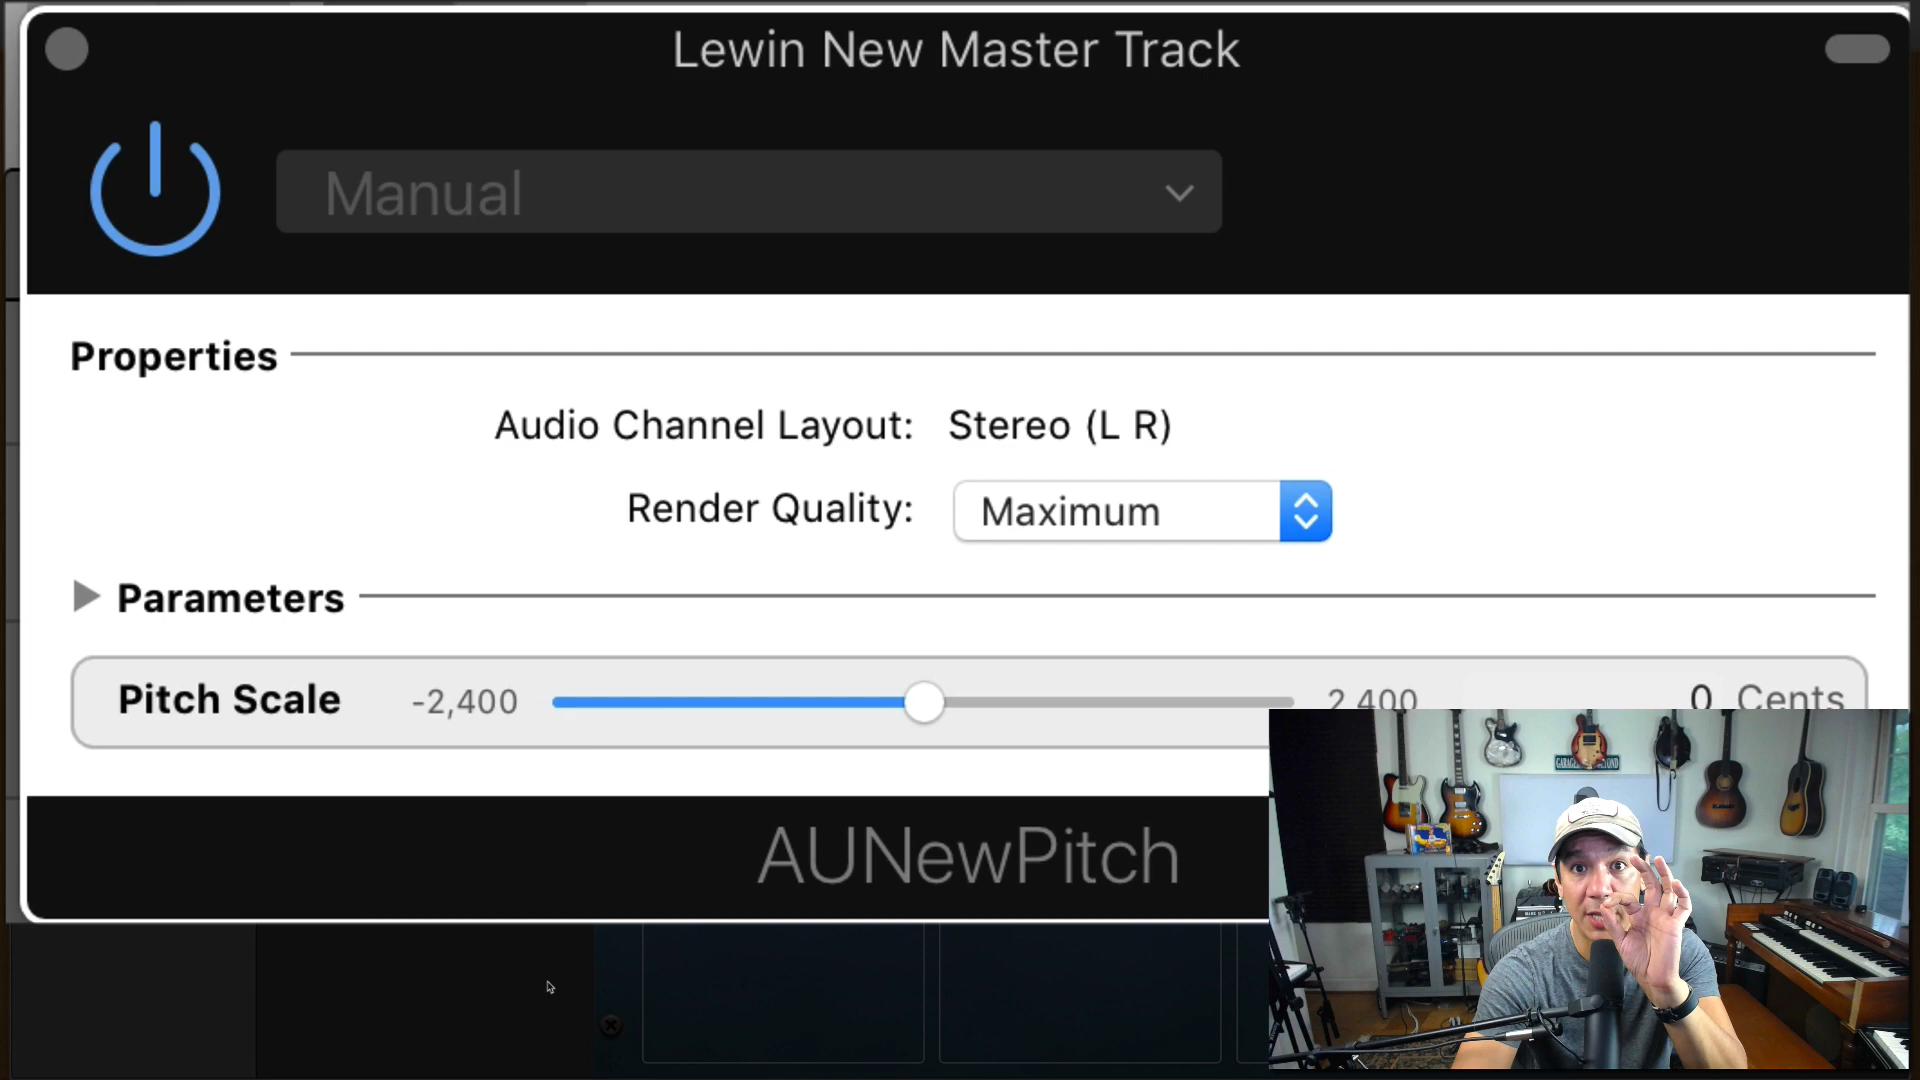 Lewin New Master Track
Manual
Properties
Audio Channel Layout: Stereo (L R)
Render Quality: Maximum
Parameters
Pitch Scale -2,400 2,400 0 Cents
AUNewPitch